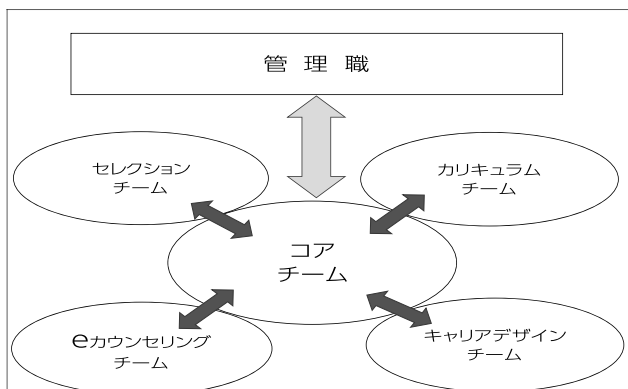 管理職
セレクション
チーム
カリキュラム
チーム
コア
チーム
eカウンセリング
チーム
キャリアデザイン
チーム